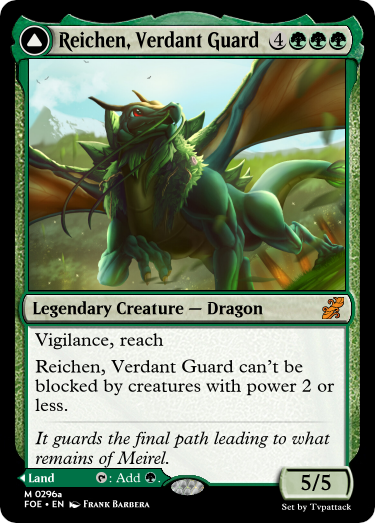 Reichen, Verdant Guard 4
Legendary Creature — Dragon
Vigilance, reach
Reichen, Verdant Guard can't be
blocked by creatures with power 2 or
less.
It guards the final path leading to what
remains of Meirel.
Land : Add .
5/5
M 0296a
FOE • EN Frank Barbera
Set by Tvpattack